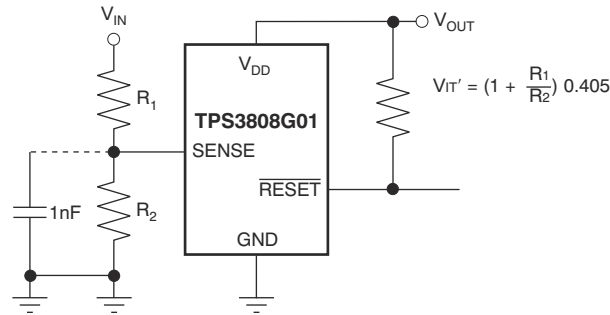 VIN
VOUT
VDD
R1
VIT' = (1 + R1/R2) 0.405
TPS3808G01
SENSE
RESET
1nF
R2
GND